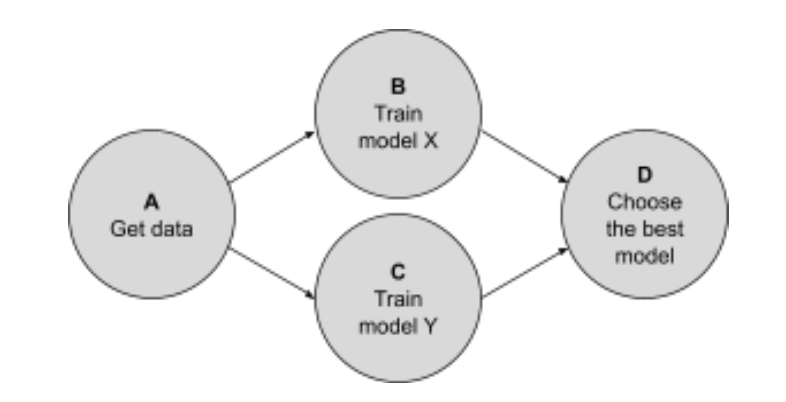 A
Get data
B
Train
model X
C
Train
model Y
D
Choose
the best
model